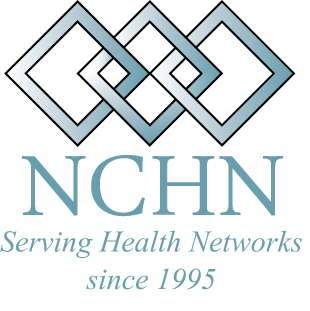 NCHN
Serving Health Networks
since 1995